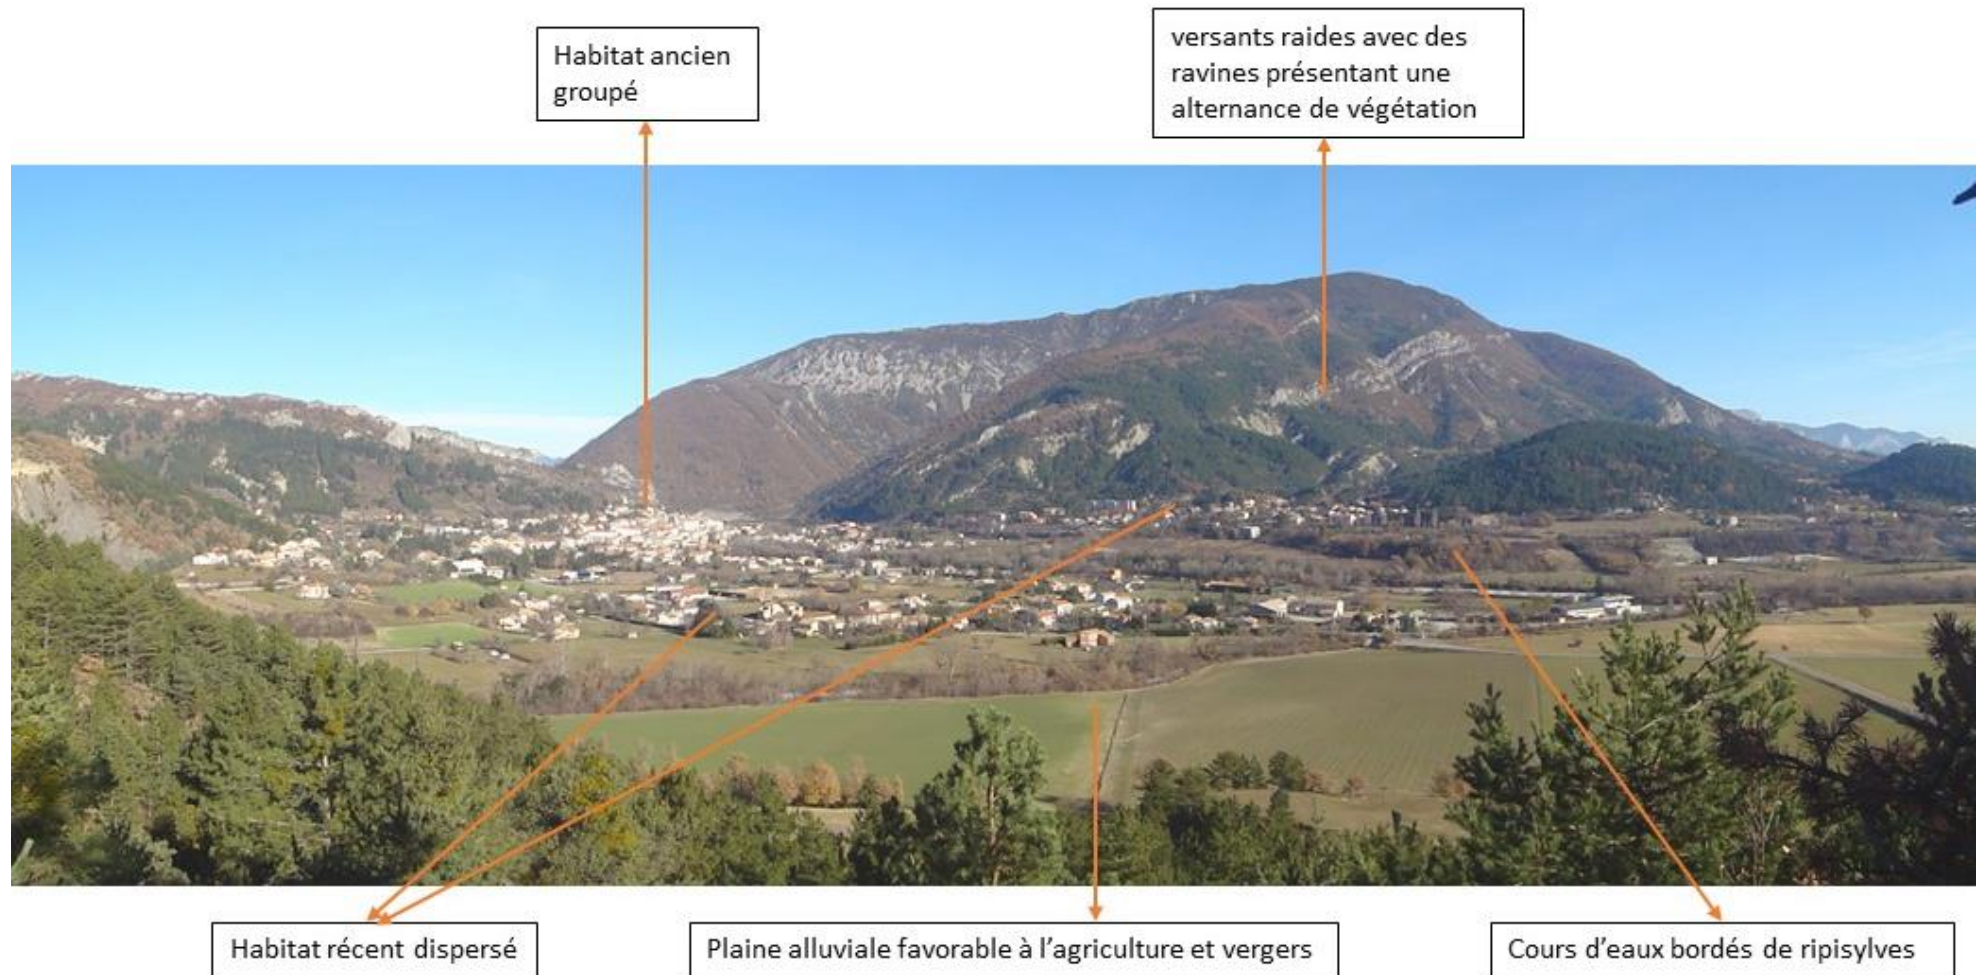 Habitat ancien
groupé
versants raides avec des
ravines présentant une
alternance de végétation
Habitat récent dispersé
Plaine alluviale favorable à l'agriculture et vergers
Cours d'eaux bordés de ripisylves